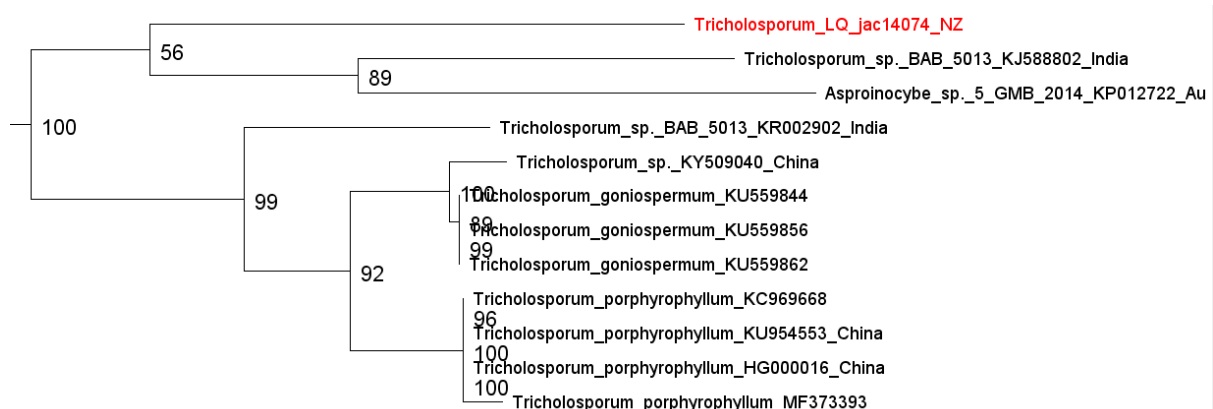 Tricholosporum_LQ_jac14074_NZ
56
Tricholosporum_sp._BAB_5013_KJ588802_India
89
Asproinocybe_sp._5_GMB_2014_KP012722_Au
100
Tricholosporum_sp._BAB_5013_KR002902_India
Tricholosporum_sp._KY509040_China
100
Tricholosporum_goniospermum_KU559844
99
89
Tricholosporum_goniospermum_KU559856
99
Tricholosporum_goniospermum_KU559862
92
Tricholosporum_porphyrophyllum_KC969668
96
Tricholosporum_porphyrophyllum_KU954553_China
100
Tricholosporum_porphyrophyllum_HG000016_China
100
Tricholosporum_porphyrophyllum_MF373393